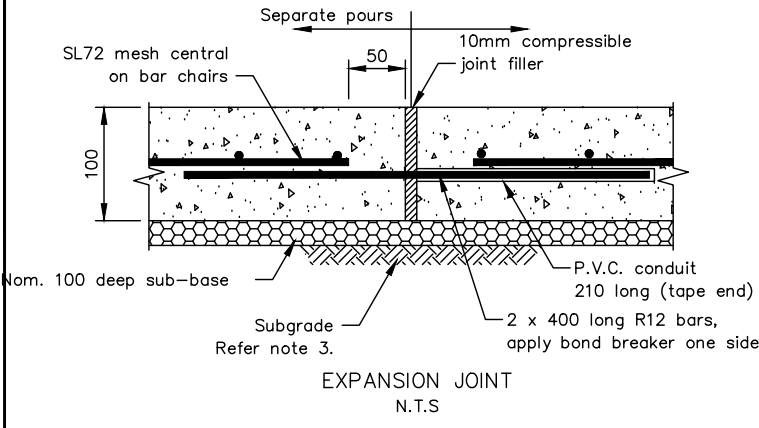 Separate pours
SL72 mesh central
on bar chairs
50
10mm compressible
joint filler
100
Nom. 100 deep sub-base
P.V.C. conduit
210 long (tape end)
Subgrade
Refer note 3.
2 x 400 long R12 bars,
apply bond breaker one side
EXPANSION JOINT
N.T.S